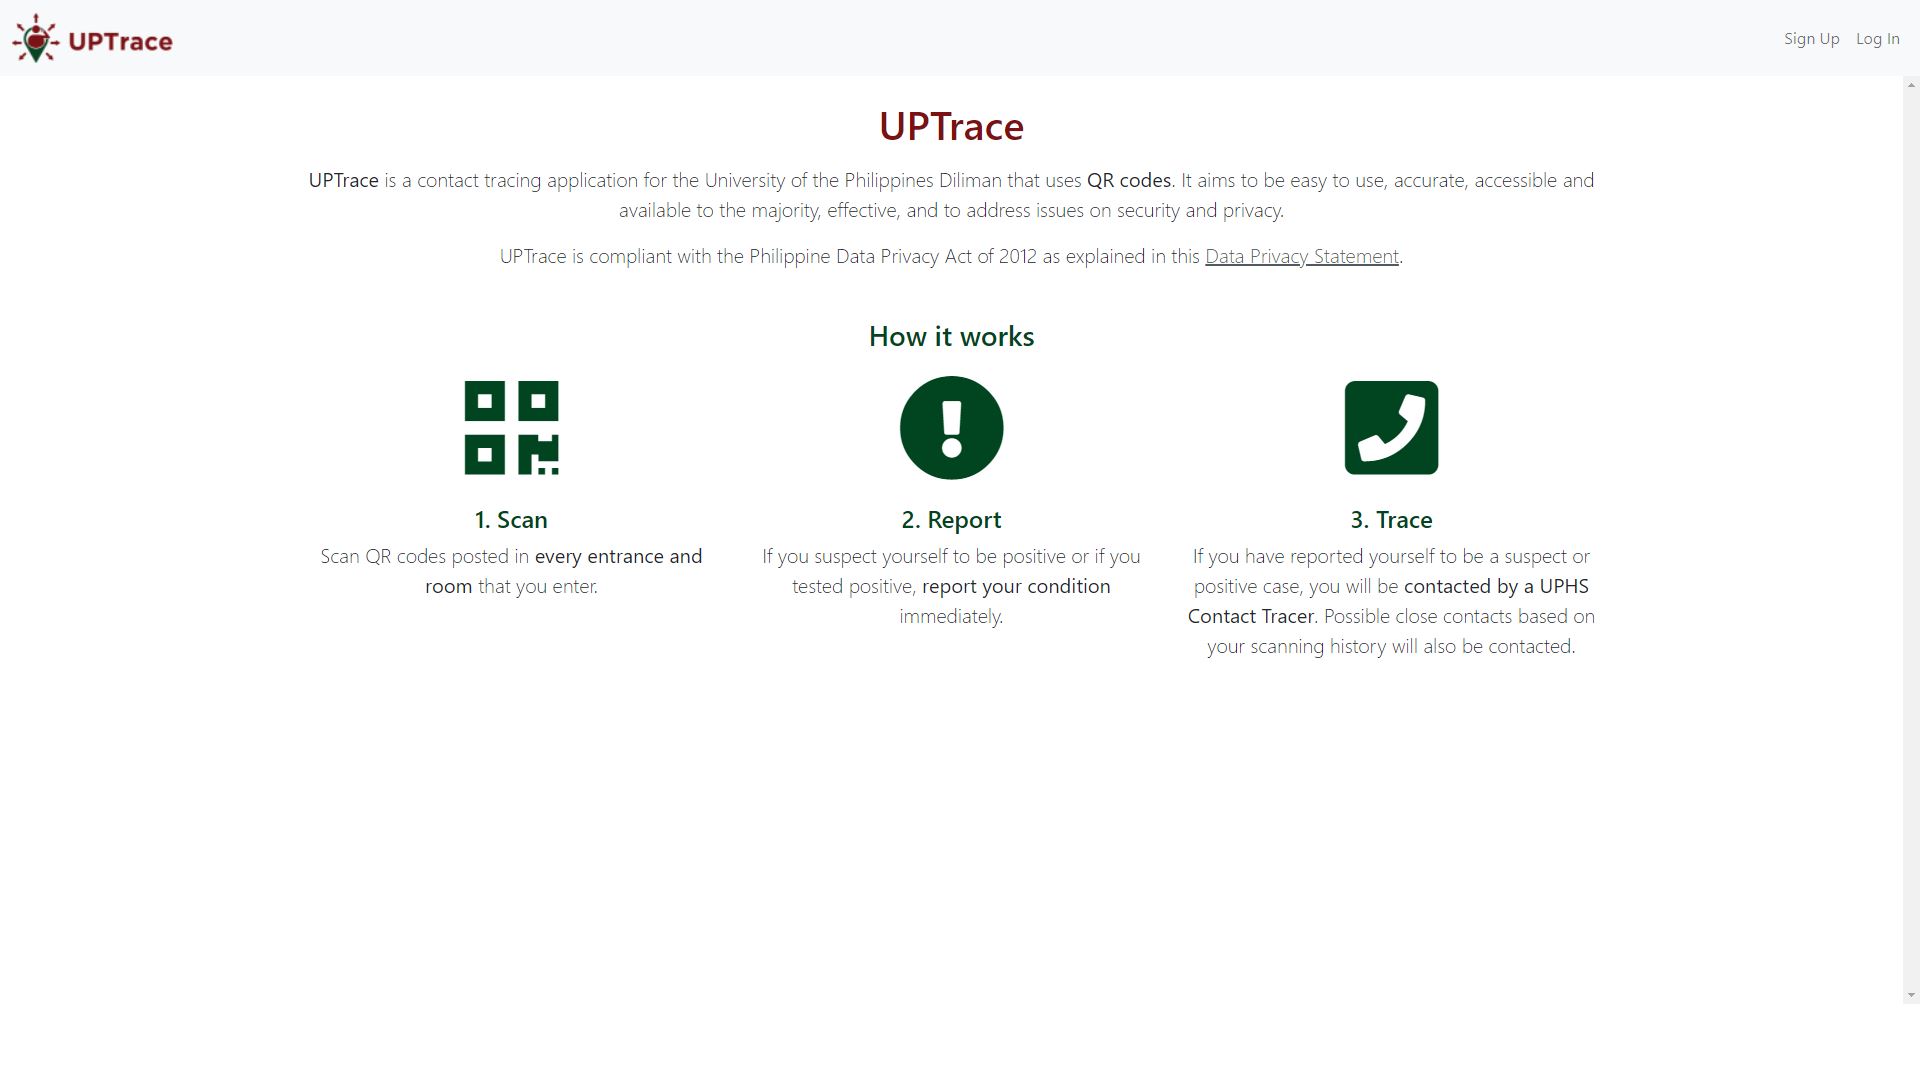 UPTrace
Sign Up
Log In
UPTrace
UPTrace is a contact tracing application for the University of the Philippines Diliman that uses QR codes. It aims to be easy to use, accurate, accessible and
available to the majority, effective, and to address issues on security and privacy.
UPTrace is compliant with the Philippine Data Privacy Act of 2012 as explained in this Data Privacy Statement.
How it works
1. Scan
Scan QR codes posted in every entrance and
room that you enter.
2. Report
If you suspect yourself to be positive or if you
tested positive, report your condition
immediately.
3. Trace
If you have reported yourself to be a suspect or
positive case, you will be contacted by a UPHS
Contact Tracer. Possible close contacts based on
your scanning history will also be contacted.